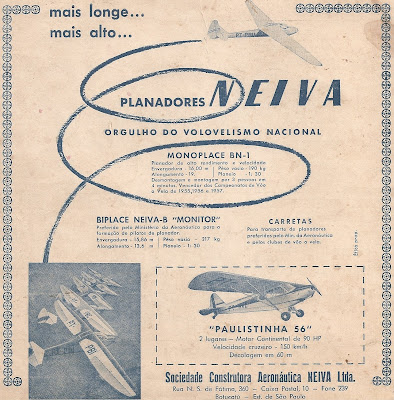 mais longe...
mais alto...
PLANADORES NEIVA
ORGULHO DO VOLOVELISMO NACIONAL
MONOPLACE BN-1
Planador de alto rendimento e velocidade
Envergadura - 16,00 m | Peso vasio - 190 kg
Alongamento - 19, | Planeio - 1:30
Desmontagem e montagem por 3 pessoas em
4 minutos. Vencedor dos Campeonatos de Vôo
a Vela de 1955, 1956 e 1957.
BIPLACE NEIVA-B "MONITOR"
Preferido pelo Ministério da Aeronáutica para a
formação de pilotos de planador.
Envergadura - 15,86 m | Peso vasio - 317 kg
Alongamento - 13,6 m | Planeio - 1:30
CARRETAS
Para transporte de planadores
preferidas pelo Min. da Aeronáutica
e pelos clubes de vôo a vela.
"PAULISTINHA 56"
2 lugares - Motor Continental de 90 HP
Velocidade cruzeiro - 150 km/h
Decolagem em 60 m
Sociedade Construtora Aeronáutica NEIVA Ltda.
Rua N. S. de Fátima, 360 - Caixa Postal, 10 - Fone 239
Botucatu - Est. de São Paulo